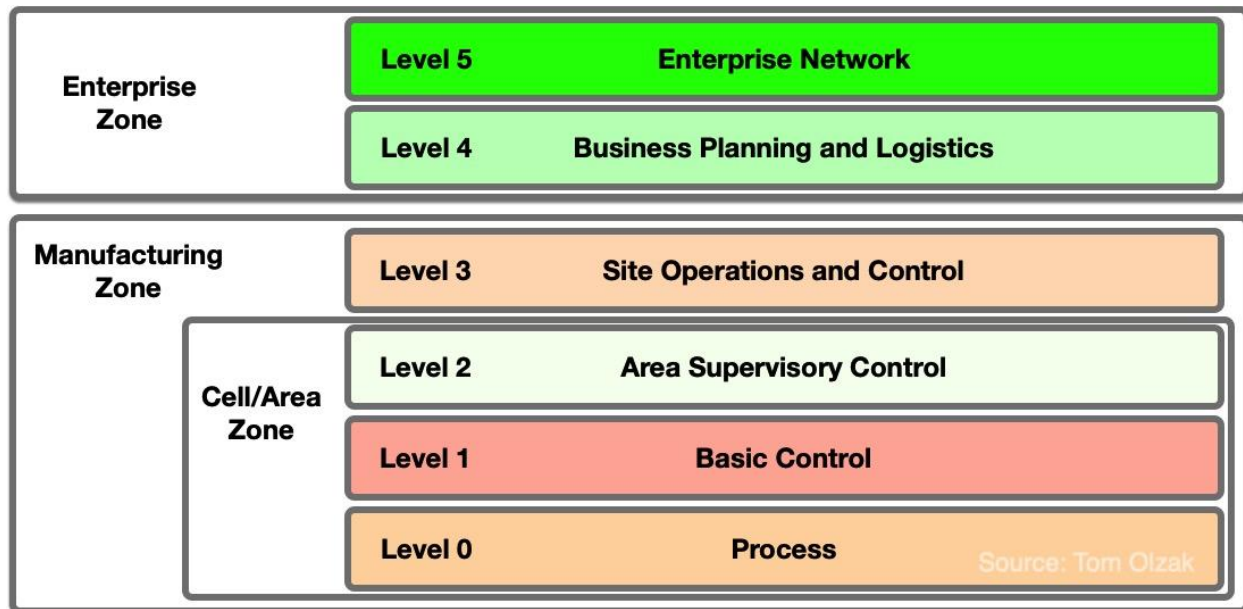 Enterprise
Zone
Level 5 Enterprise Network
Level 4 Business Planning and Logistics
Manufacturing
Zone
Level 3 Site Operations and Control
Cell/Area
Zone
Level 2 Area Supervisory Control
Level 1 Basic Control
Level 0 Process
Source: Tom Olzak